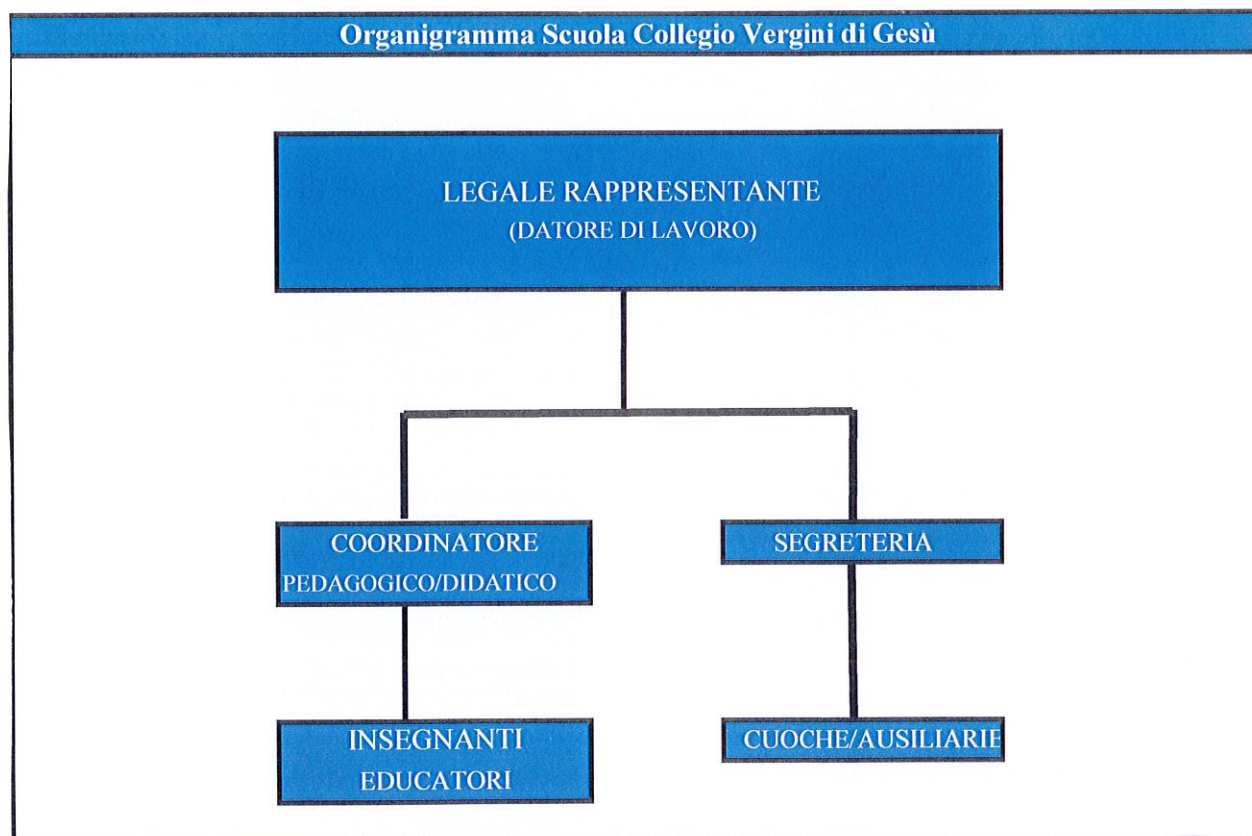 Organigramma Scuola Collegio Vergini di Gesù
LEGALE RAPPRESENTANTE
(DATORE DI LAVORO)
COORDINATORE
PEDAGOGICO/DIDATICO
SEGRETERIA
INSEGNANTI
EDUCATORI
CUOCHE/AUSILIARIE